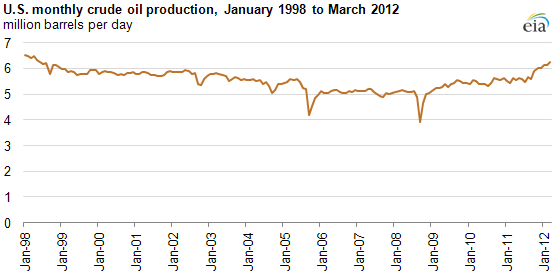 U.S. monthly crude oil production, January 1998 to March 2012
million barrels per day
eia
7
6
5
4
3
2
1
0
Jan-98
Jan-99
Jan-00
Jan-01
Jan-02
Jan-03
Jan-04
Jan-05
Jan-06
Jan-07
Jan-08
Jan-09
Jan-10
Jan-11
Jan-12